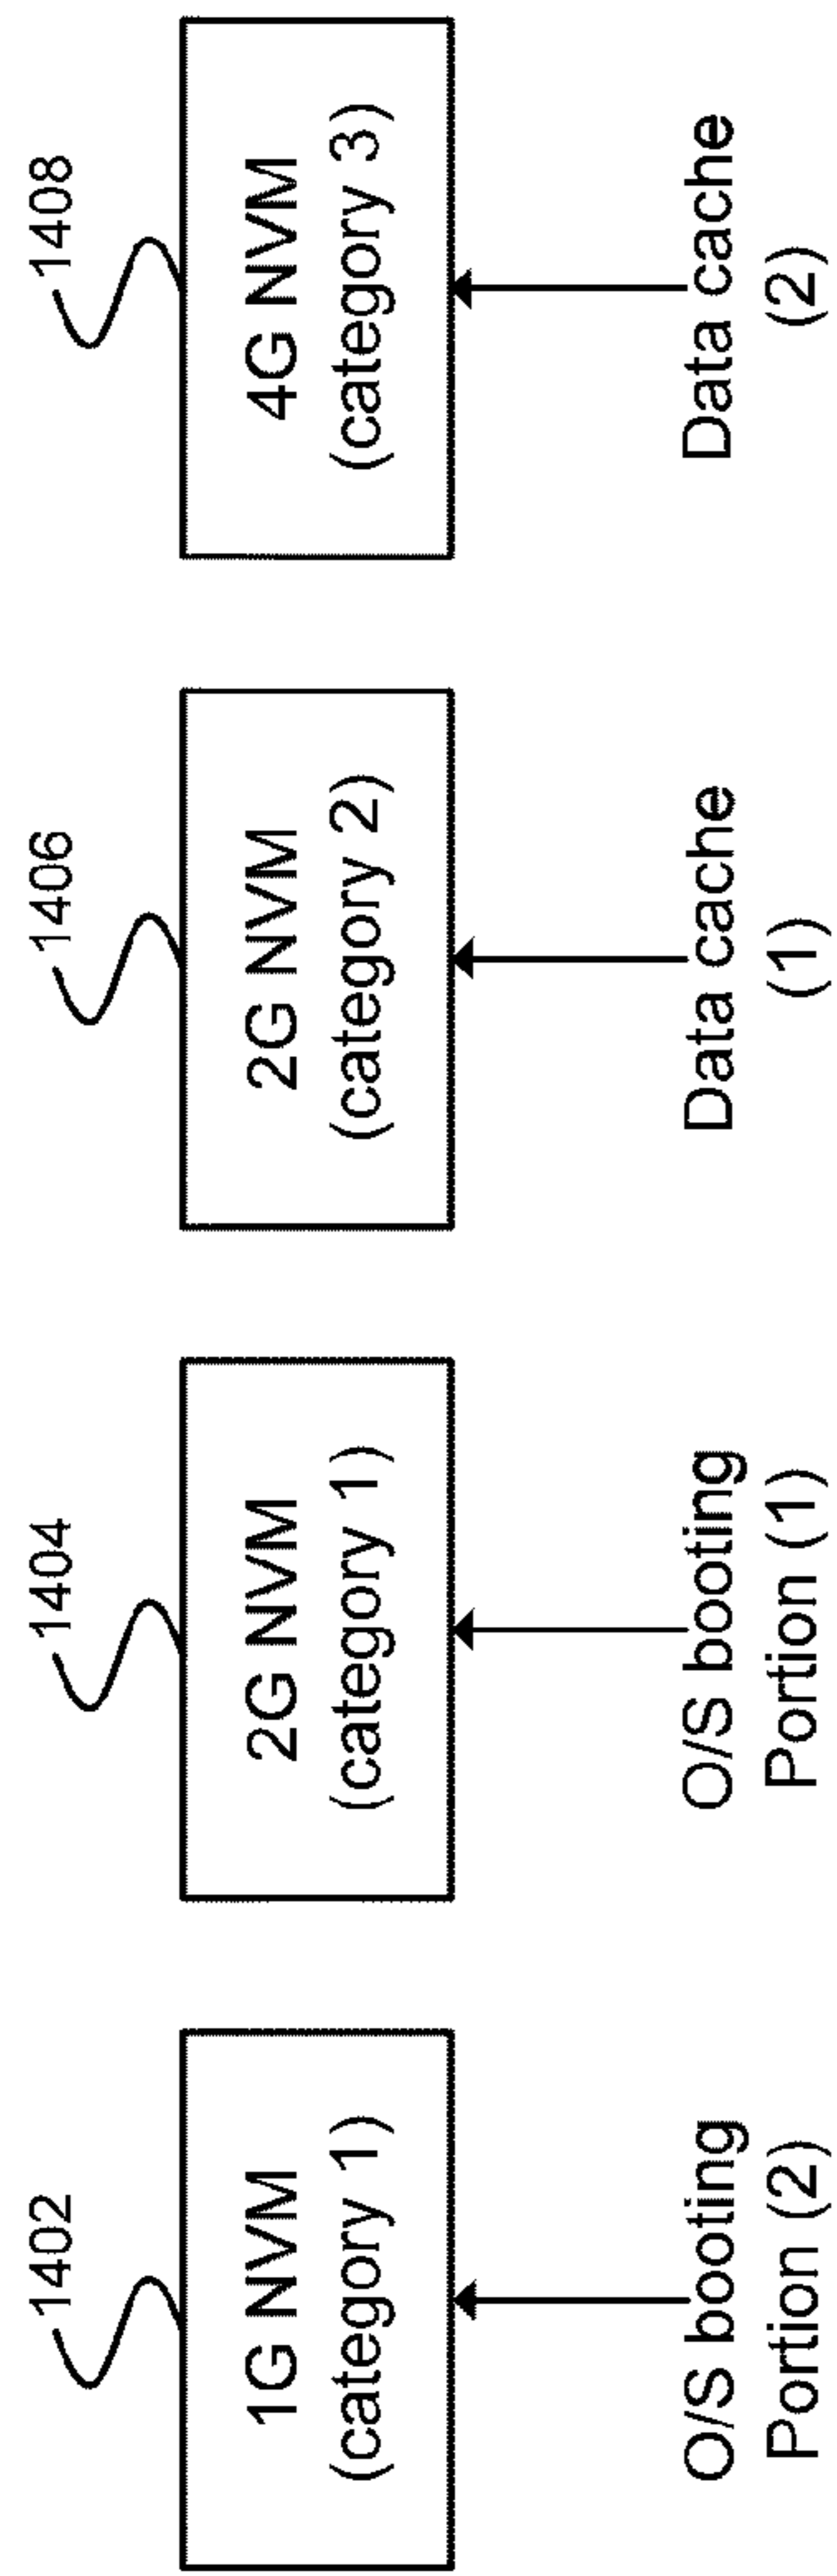 1402
1G NVM
(category 1)
O/S booting
Portion (2)
1404
2G NVM
(category 1)
O/S booting
Portion (1)
1406
2G NVM
(category 2)
Data cache
(1)
1408
4G NVM
(category 3)
Data cache
(2)